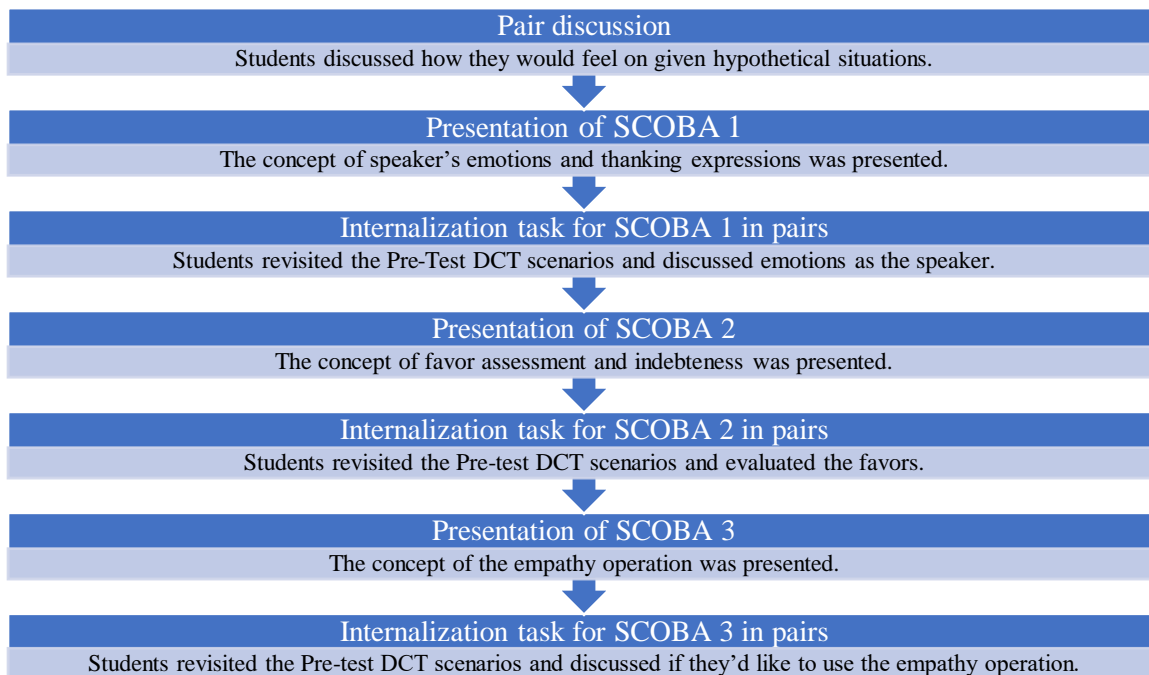 Pair discussion
Students discussed how they would feel on given hypothetical situations.
Presentation of SCOBA 1
The concept of speaker's emotions and thanking expressions was presented.
Internalization task for SCOBA 1 in pairs
Students revisited the Pre-Test DCT scenarios and discussed emotions as the speaker.
Presentation of SCOBA 2
The concept of favor assessment and indebteness was presented.
Internalization task for SCOBA 2 in pairs
Students revisited the Pre-test DCT scenarios and evaluated the favors.
Presentation of SCOBA 3
The concept of the empathy operation was presented.
Internalization task for SCOBA 3 in pairs
Students revisited the Pre-test DCT scenarios and discussed if they'd like to use the empathy operation.